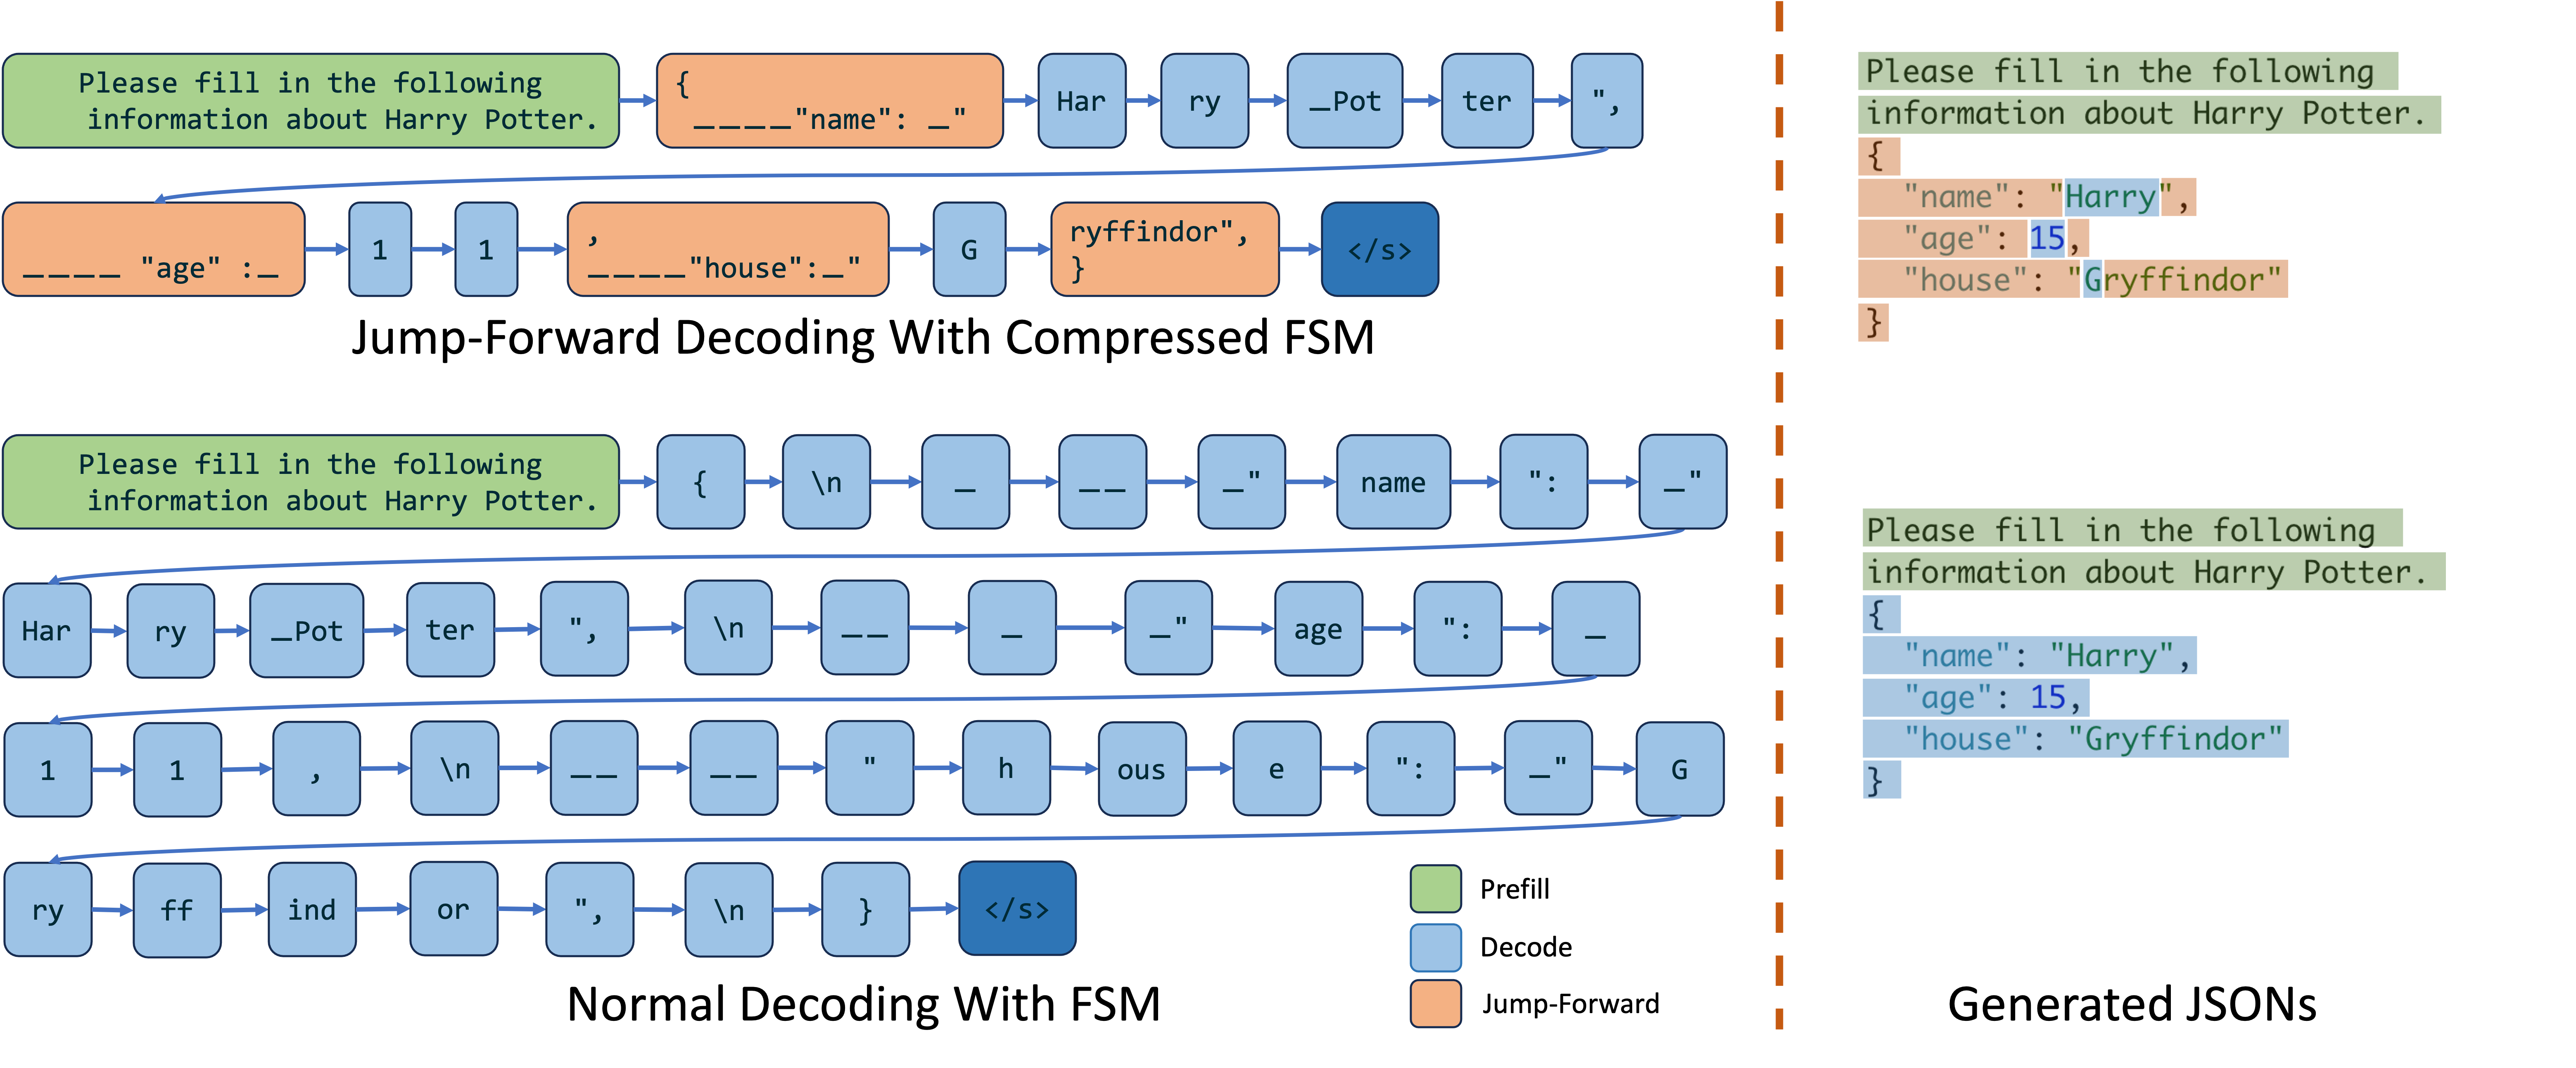 Please fill in the following
information about Harry Potter.
{
____"name": _"
Har
ry
_Pot
ter
",
____ "age" :_
1
1
,
____"house":_"
G
ryffindor",
}
</s>
Jump-Forward Decoding With Compressed FSM
Please fill in the following
information about Harry Potter.
{
\n
_
__
_"
name
":
_"
Har
ry
_Pot
ter
",
\n
__
_
_"
age
":
_
1
1
,
\n
__
__
"
h
ous
e
":
_"
G
ry
ff
ind
or
",
\n
}
</s>
Normal Decoding With FSM
Prefill
Decode
Jump-Forward
Please fill in the following
information about Harry Potter.
{
"name": "Harry",
"age": 15,
"house": "Gryffindor"
}
Please fill in the following
information about Harry Potter.
{
"name": "Harry",
"age": 15,
"house": "Gryffindor"
}
Generated JSONs